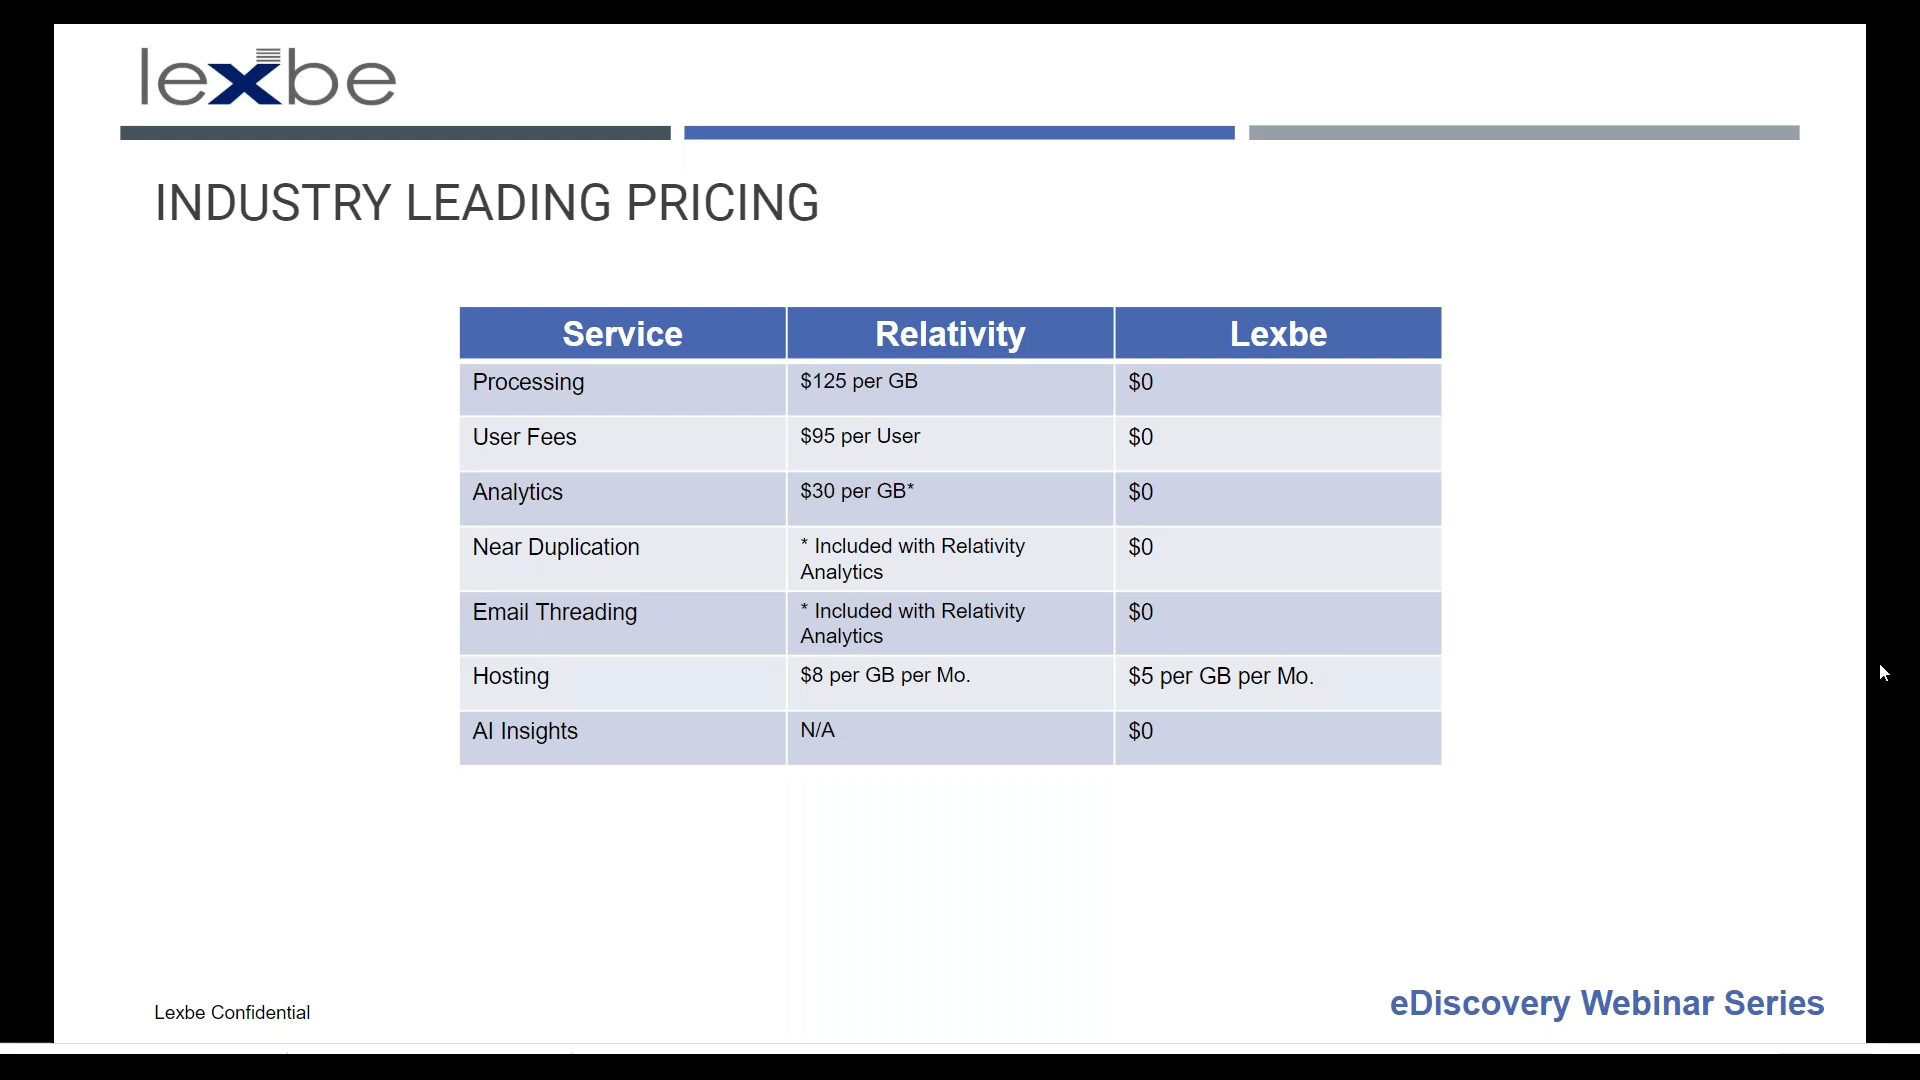 lexbe
INDUSTRY LEADING PRICING
Service Relativity Lexbe
Processing $125 per GB $0
User Fees $95 per User $0
Analytics $30 per GB* $0
Near Duplication * Included with Relativity $0
Analytics
Email Threading * Included with Relativity $0
Analytics
Hosting $8 per GB per Mo. $5 per GB per Mo.
AI Insights N/A $0
Lexbe Confidential
eDiscovery Webinar Series